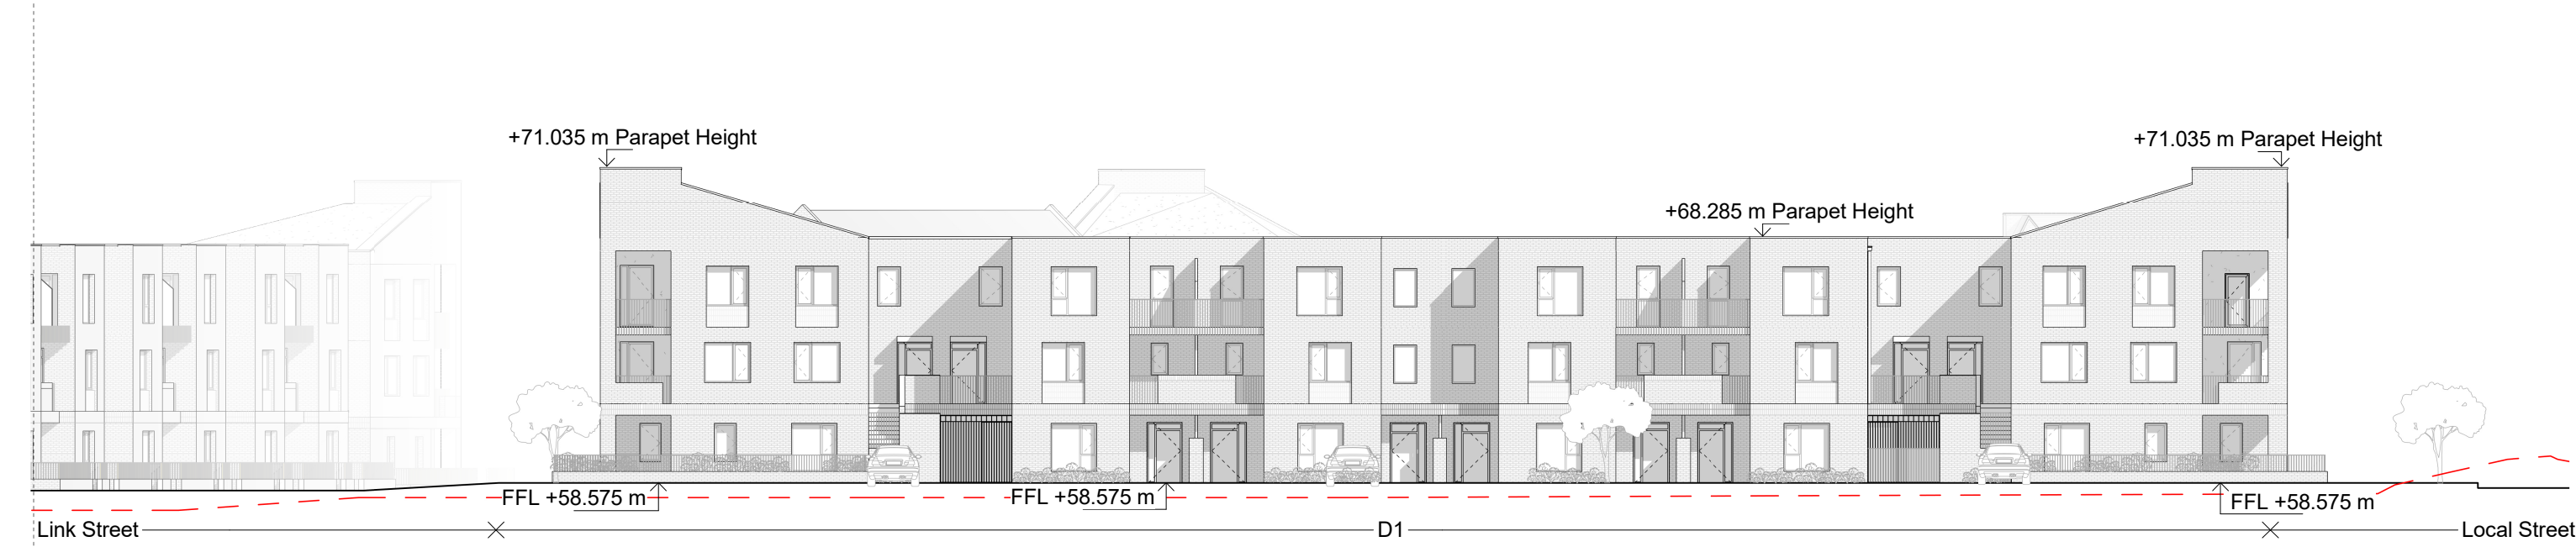 +71.035 m Parapet Height
+71.035 m Parapet Height
+68.285 m Parapet Height
FFL +58.575 m
FFL +58.575 m
FFL +58.575 m
Link Street
D1
Local Street